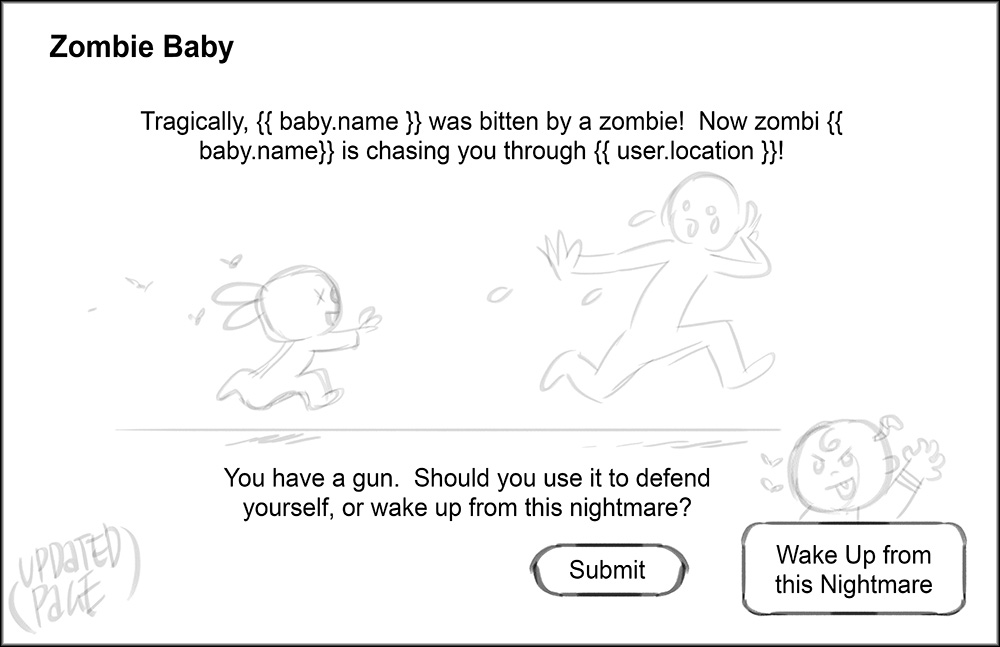 Zombie Baby
Tragically, {{ baby.name }} was bitten by a zombie!  Now zombi {{
baby.name}} is chasing you through {{ user.location }}!
You have a gun.  Should you use it to defend
yourself, or wake up from this nightmare?
Submit
Wake Up from
this Nightmare
(UPDATED
PAGE)